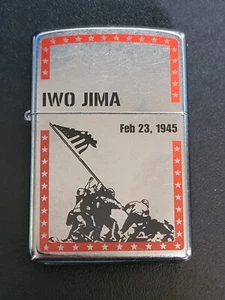 IWO JIMA
Feb 23, 1945